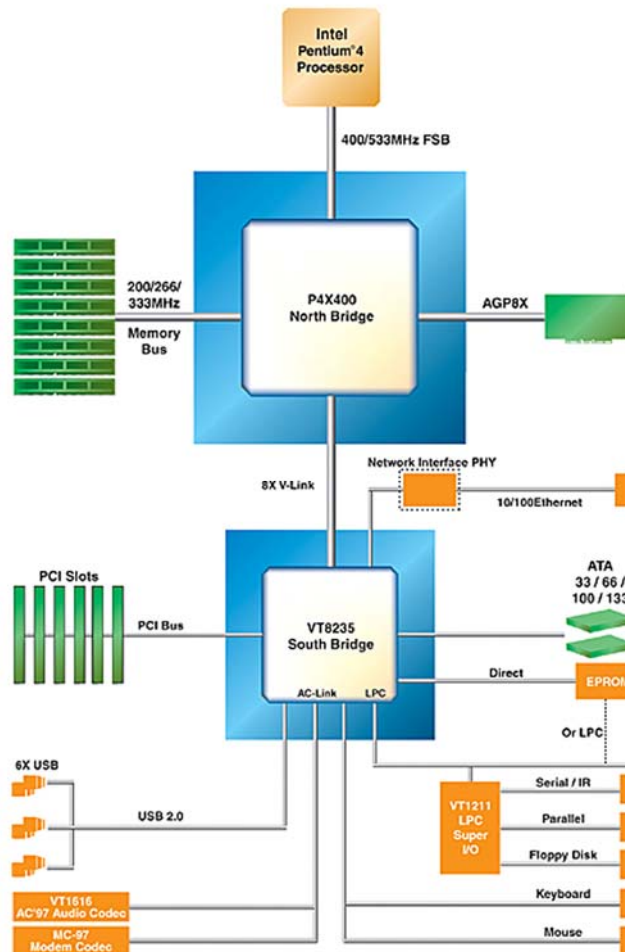 Intel
Pentium®4
Processor
400/533MHz FSB
200/266/
333MHz
Memory
Bus
P4X400
North Bridge
AGP8X
8X V-Link
Network Interface PHY
10/100Ethernet
PCI Slots
PCI Bus
VT8235
South Bridge
AC-Link
LPC
ATA
33 / 66 /
100 / 133
Direct
EPROM
Or LPC
6X USB
USB 2.0
VT1211
LPC
Super
I/O
Serial / IR
Parallel
Floppy Disk
Keyboard
Mouse
VT1616
AC'97 Audio Codec
MC-97
Modem Codec